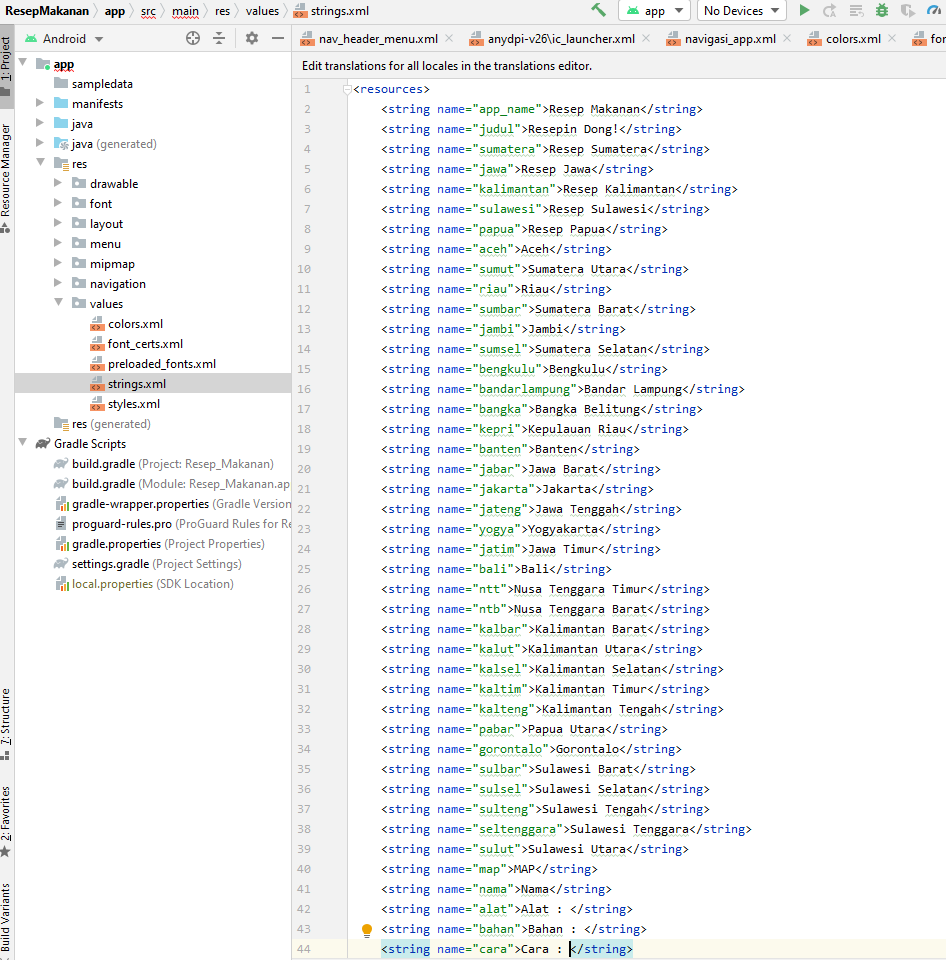 ResepMakanan app src main res values strings.xml
app No Devices
Android
nav_header_menu.xml anydpi-v26\ic_launcher.xml navigasi_app.xml colors.xml
Edit translations for all locales in the translations editor.
1: Project
Resource Manager
7: Structure
2: Favorites
Build Variants
app
sampledata
manifests
java
java (generated)
res
drawable
font
layout
menu
mipmap
navigation
values
colors.xml
font_certs.xml
preloaded_fonts.xml
strings.xml
styles.xml
res (generated)
Gradle Scripts
build.gradle (Project: Resep_Makanan)
build.gradle (Module: Resep_Makanan.ap
gradle-wrapper.properties (Gradle Version
proguard-rules.pro (ProGuard Rules for Re
gradle.properties (Project Properties)
settings.gradle (Project Settings)
local.properties (SDK Location)
1 <resources>
2 <string name="app_name">Resep Makanan</string>
3 <string name="judul">Resepin Dong!</string>
4 <string name="sumatera">Resep Sumatera</string>
5 <string name="jawa">Resep Jawa</string>
6 <string name="kalimantan">Resep Kalimantan</string>
7 <string name="sulawesi">Resep Sulawesi</string>
8 <string name="papua">Resep Papua</string>
9 <string name="aceh">Aceh</string>
10 <string name="sumut">Sumatera Utara</string>
11 <string name="riau">Riau</string>
12 <string name="sumbar">Sumatera Barat</string>
13 <string name="jambi">Jambi</string>
14 <string name="sumsel">Sumatera Selatan</string>
15 <string name="bengkulu">Bengkulu</string>
16 <string name="bandarlampung">Bandar Lampung</string>
17 <string name="bangka">Bangka Belitung</string>
18 <string name="kepri">Kepulauan Riau</string>
19 <string name="banten">Banten</string>
20 <string name="jabar">Jawa Barat</string>
21 <string name="jakarta">Jakarta</string>
22 <string name="jateng">Jawa Tenggah</string>
23 <string name="yogya">Yogyakarta</string>
24 <string name="jatim">Jawa Timur</string>
25 <string name="bali">Bali</string>
26 <string name="ntt">Nusa Tenggara Timur</string>
27 <string name="ntb">Nusa Tenggara Barat</string>
28 <string name="kalbar">Kalimantan Barat</string>
29 <string name="kalut">Kalimantan Utara</string>
30 <string name="kalsel">Kalimantan Selatan</string>
31 <string name="kaltim">Kalimantan Timur</string>
32 <string name="kalteng">Kalimantan Tengah</string>
33 <string name="pabar">Papua Utara</string>
34 <string name="gorontalo">Gorontalo</string>
35 <string name="sulbar">Sulawesi Barat</string>
36 <string name="sulsel">Sulawesi Selatan</string>
37 <string name="sulteng">Sulawesi Tengah</string>
38 <string name="seltenggara">Sulawesi Tenggara</string>
39 <string name="sulut">Sulawesi Utara</string>
40 <string name="map">MAP</string>
41 <string name="nama">Nama</string>
42 <string name="alat">Alat : </string>
43 <string name="bahan">Bahan : </string>
44 <string name="cara">Cara : </string>